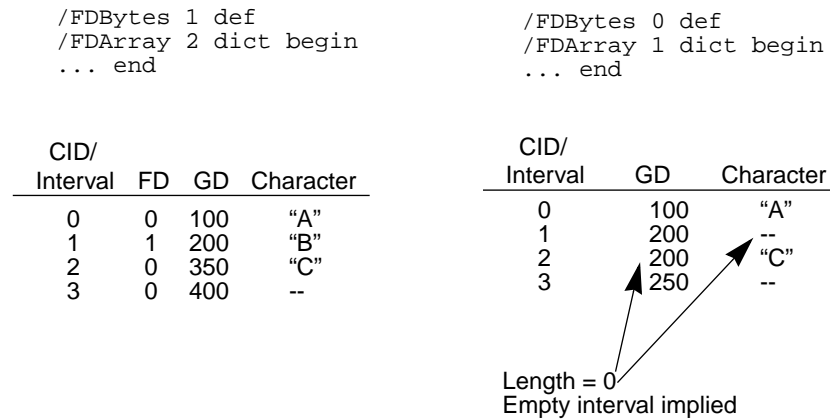 /FDBytes 1 def
/FDArray 2 dict begin
... end
CID/
Interval FD GD Character
0 0 100 “A”
1 1 200 “B”
2 0 350 “C”
3 0 400 --
/FDBytes 0 def
/FDArray 1 dict begin
... end
CID/
Interval GD Character
0 100 “A”
1 200 --
2 200 “C”
3 250 --
Length = 0
Empty interval implied